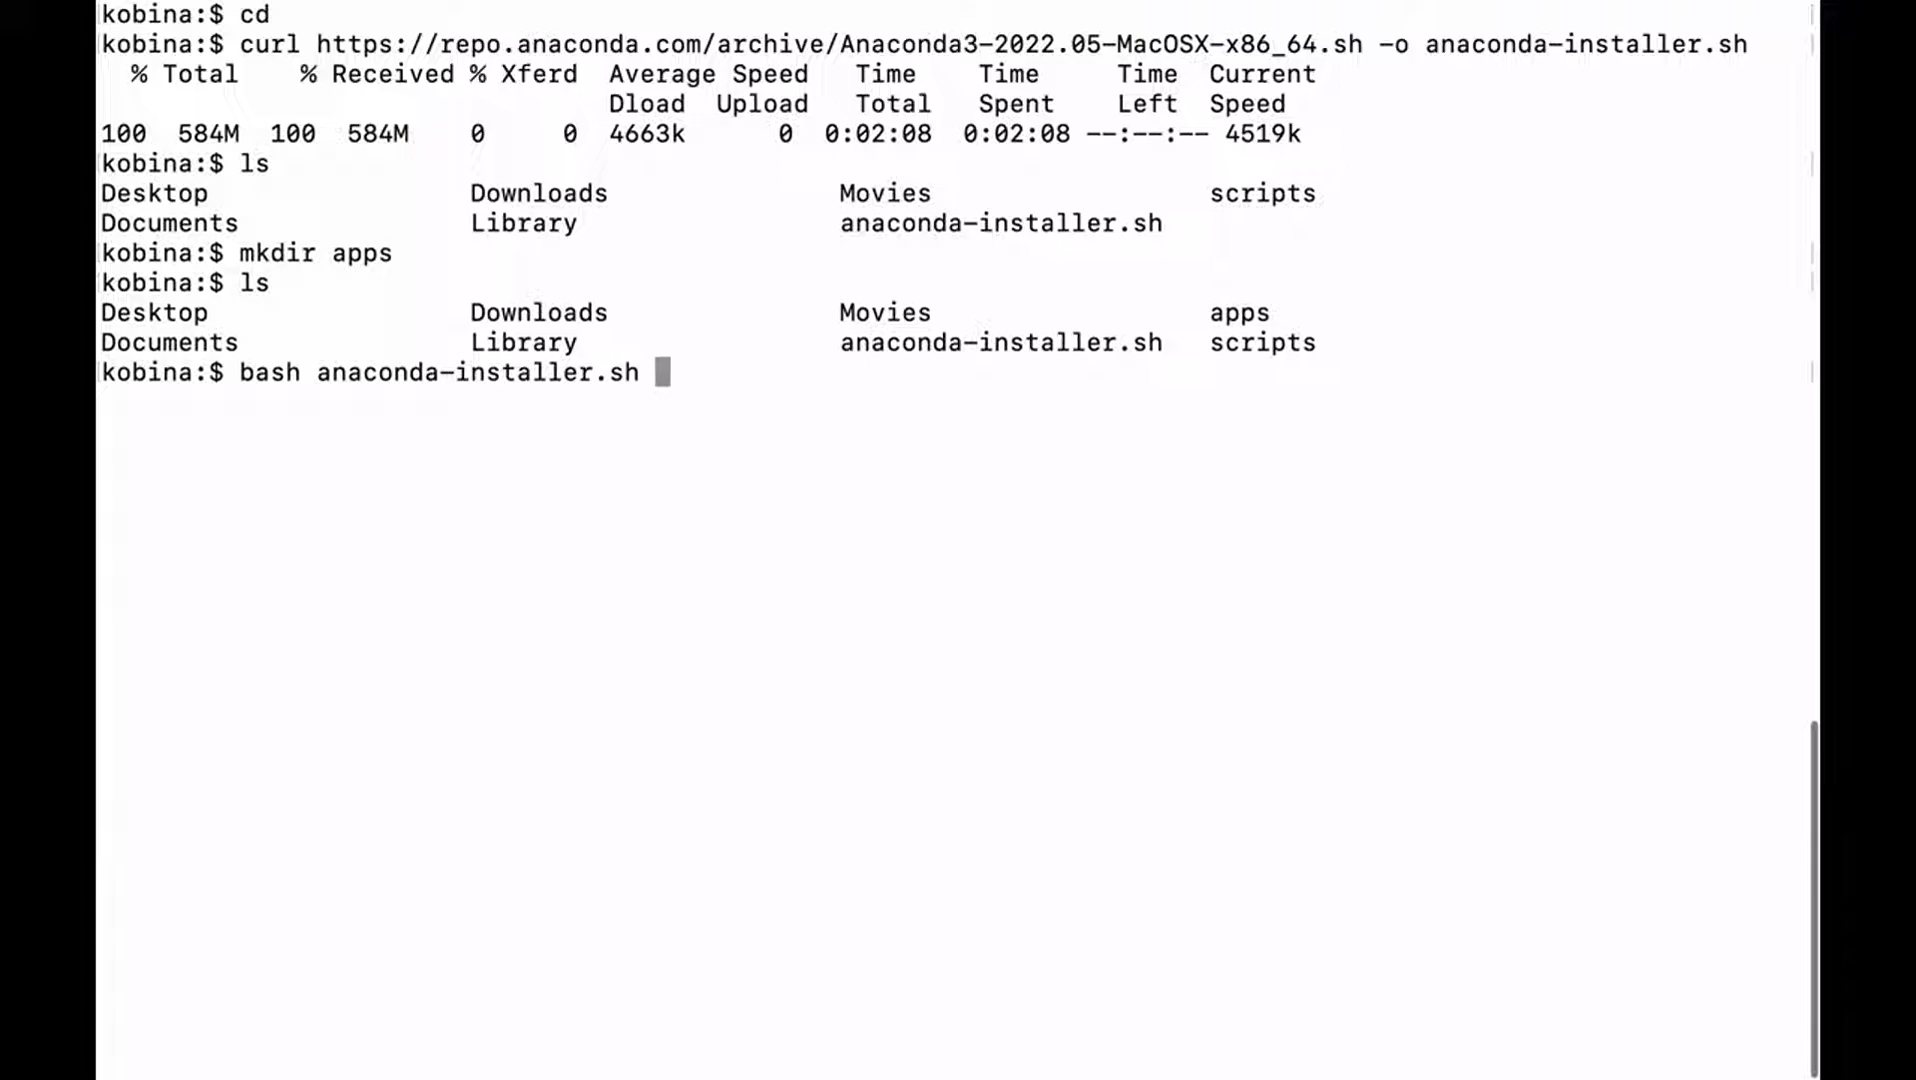 kobina:$ cd
kobina:$ curl https://repo.anaconda.com/archive/Anaconda3-2022.05-MacOSX-x86_64.sh -o anaconda-installer.sh
% Total % Received % Xferd Average Speed Time Time Time Current
Dload Upload Total Spent Left Speed
100 584M 100 584M 0 0 4663k 0 0:02:08 0:02:08 --:--:-- 4519k
kobina:$ ls
Desktop Downloads Movies scripts
Documents Library anaconda-installer.sh
kobina:$ mkdir apps
kobina:$ ls
Desktop Downloads Movies apps
Documents Library anaconda-installer.sh scripts
kobina:$ bash anaconda-installer.sh